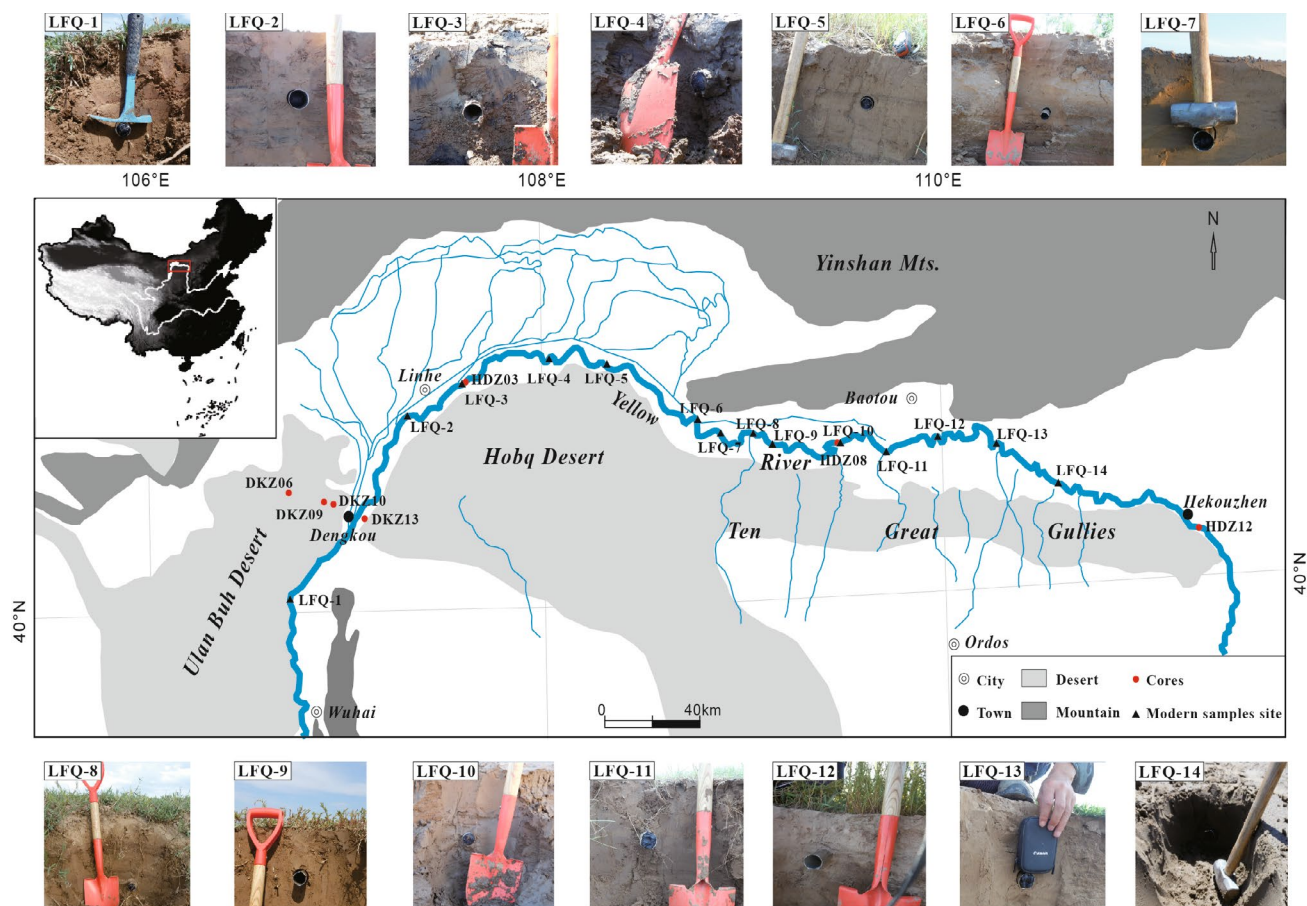 LFQ-1
LFQ-2
LFQ-3
LFQ-4
LFQ-5
LFQ-6
LFQ-7
106°E
108°E
110°E
N
Yinshan Mts.
Linhe
HDZ03
LFQ-3
LFQ-4
LFQ-5
LFQ-2
Yellow
LFQ-6
Baotou
LFQ-8
LFQ-7
LFQ-9
LFQ-10
LFQ-12
LFQ-13
River
HDZ08
LFQ-11
Hobq Desert
LFQ-14
DKZ06
DKZ10
DKZ09
DKZ13
Dengkou
Hekouzhen
HDZ12
Ten
Great
Gullies
Ulan Buh Desert
LFQ-1
40°N
40°N
Ordos
Wuhai
0
40km
City
Desert
Cores
Town
Mountain
Modern samples site
LFQ-8
LFQ-9
LFQ-10
LFQ-11
LFQ-12
LFQ-13
LFQ-14
Canon